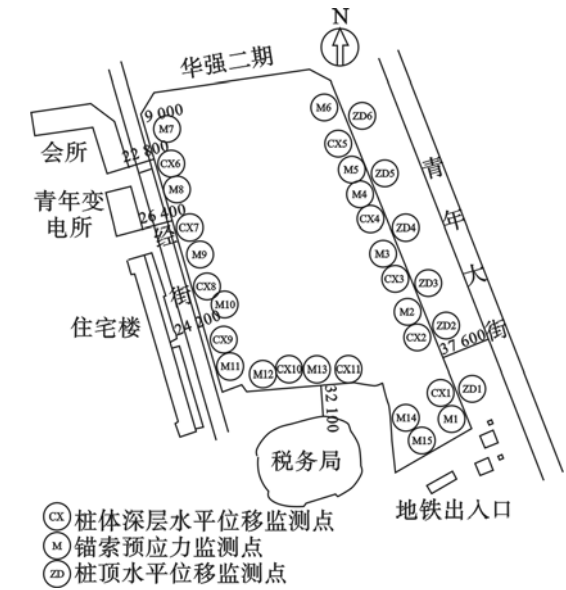 N
华强二期
9 000
M7
M6
ZD6
会所
22 800
CX6
CX5
M5
ZD5
青年大街
青年变
电所
M8
M4
26 400
CX7
CX4
ZD4
经街
M9
M3
CX3
ZD3
CX8
M10
M2
住宅楼
24 200
CX9
CX2
ZD2
37 600
M11
M12
CX10
M13
CX11
32 100
CX1
ZD1
M14
M1
M15
税务局
地铁出入口
CX 桩体深层水平位移监测点
M 锚索预应力监测点
ZD 桩顶水平位移监测点